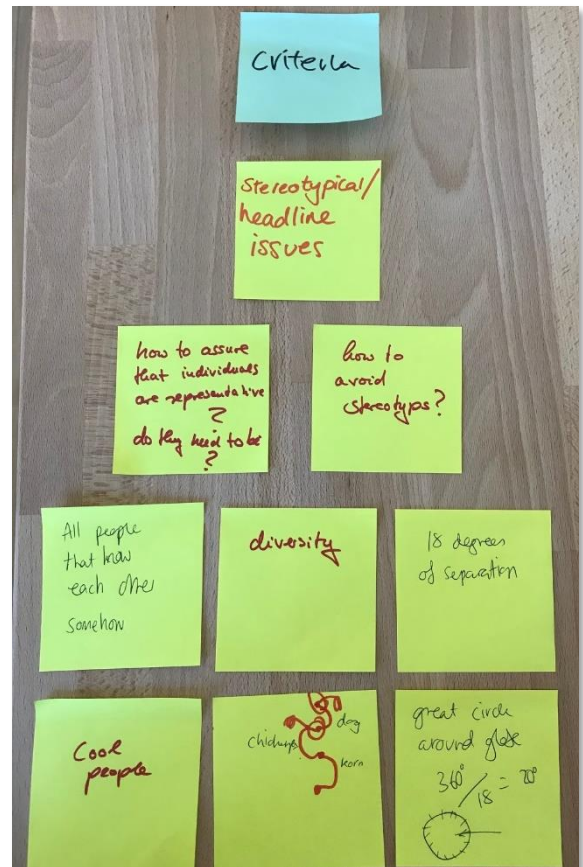 Criteria
stereotypical/
headline
issues
how to assure
that individuals
are representative
?
do they need to be
?
how to
avoid
stereotyps?
All people
that know
each other
somehow
diversity
18 degrees
of separation
Cool
people
dog
korn
great circle
around globe
360°/18 = 20°